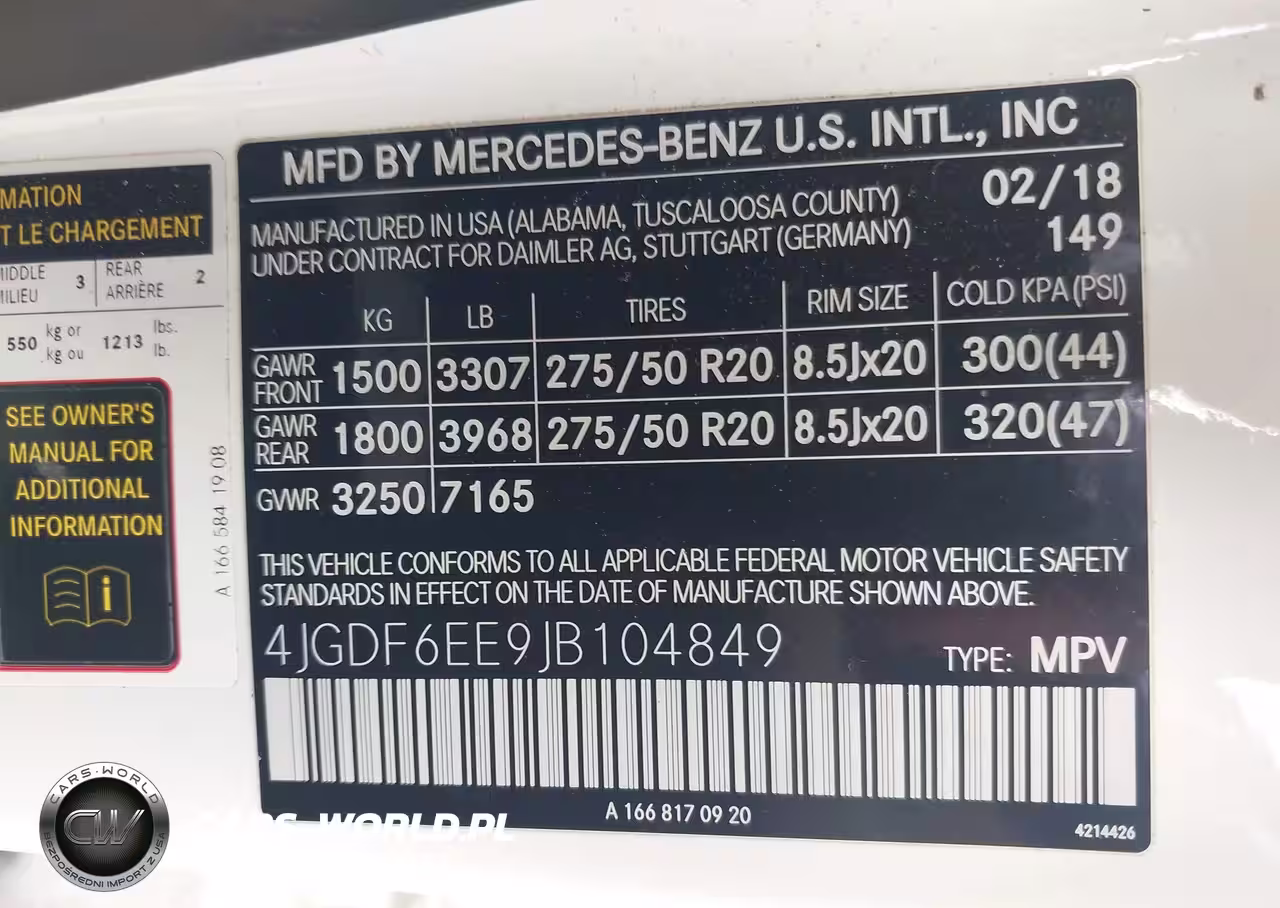 MATION
T LE CHARGEMENT
MIDDLE 3 REAR 2
MILIEU ARRIÈRE
550 kg or 1213 lbs.
kg ou lb.
SEE OWNER'S
MANUAL FOR
ADDITIONAL
INFORMATION
i
A 166 584 19 08
MFD BY MERCEDES-BENZ U.S. INTL., INC
02/18
MANUFACTURED IN USA (ALABAMA, TUSCALOOSA COUNTY)
149
UNDER CONTRACT FOR DAIMLER AG, STUTTGART (GERMANY)
KG LB TIRES RIM SIZE COLD KPA (PSI)
GAWR FRONT 1500 3307 275/50 R20 8.5Jx20 300(44)
GAWR REAR 1800 3968 275/50 R20 8.5Jx20 320(47)
GVWR 3250 7165
THIS VEHICLE CONFORMS TO ALL APPLICABLE FEDERAL MOTOR VEHICLE SAFETY
STANDARDS IN EFFECT ON THE DATE OF MANUFACTURE SHOWN ABOVE.
4JGDF6EE9JB104849 TYPE: MPV
A 166 817 09 20
4214426
CARS-WORLD
CW
BEZPOŚREDNI IMPORT Z USA
WORLD.PL